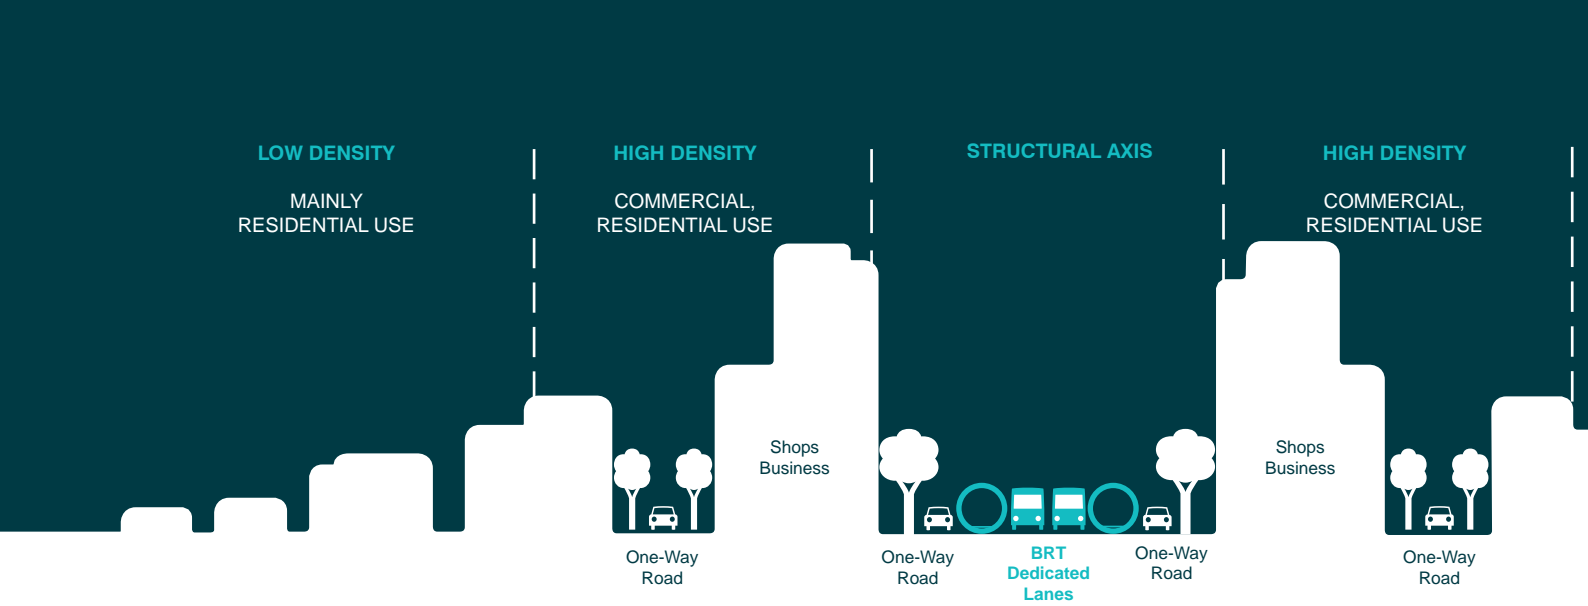 LOW DENSITY
MAINLY
RESIDENTIAL USE
HIGH DENSITY
COMMERCIAL,
RESIDENTIAL USE
STRUCTURAL AXIS
HIGH DENSITY
COMMERCIAL,
RESIDENTIAL USE
Shops
Business
Shops
Business
One-Way
Road
One-Way
Road
BRT
Dedicated
Lanes
One-Way
Road
One-Way
Road